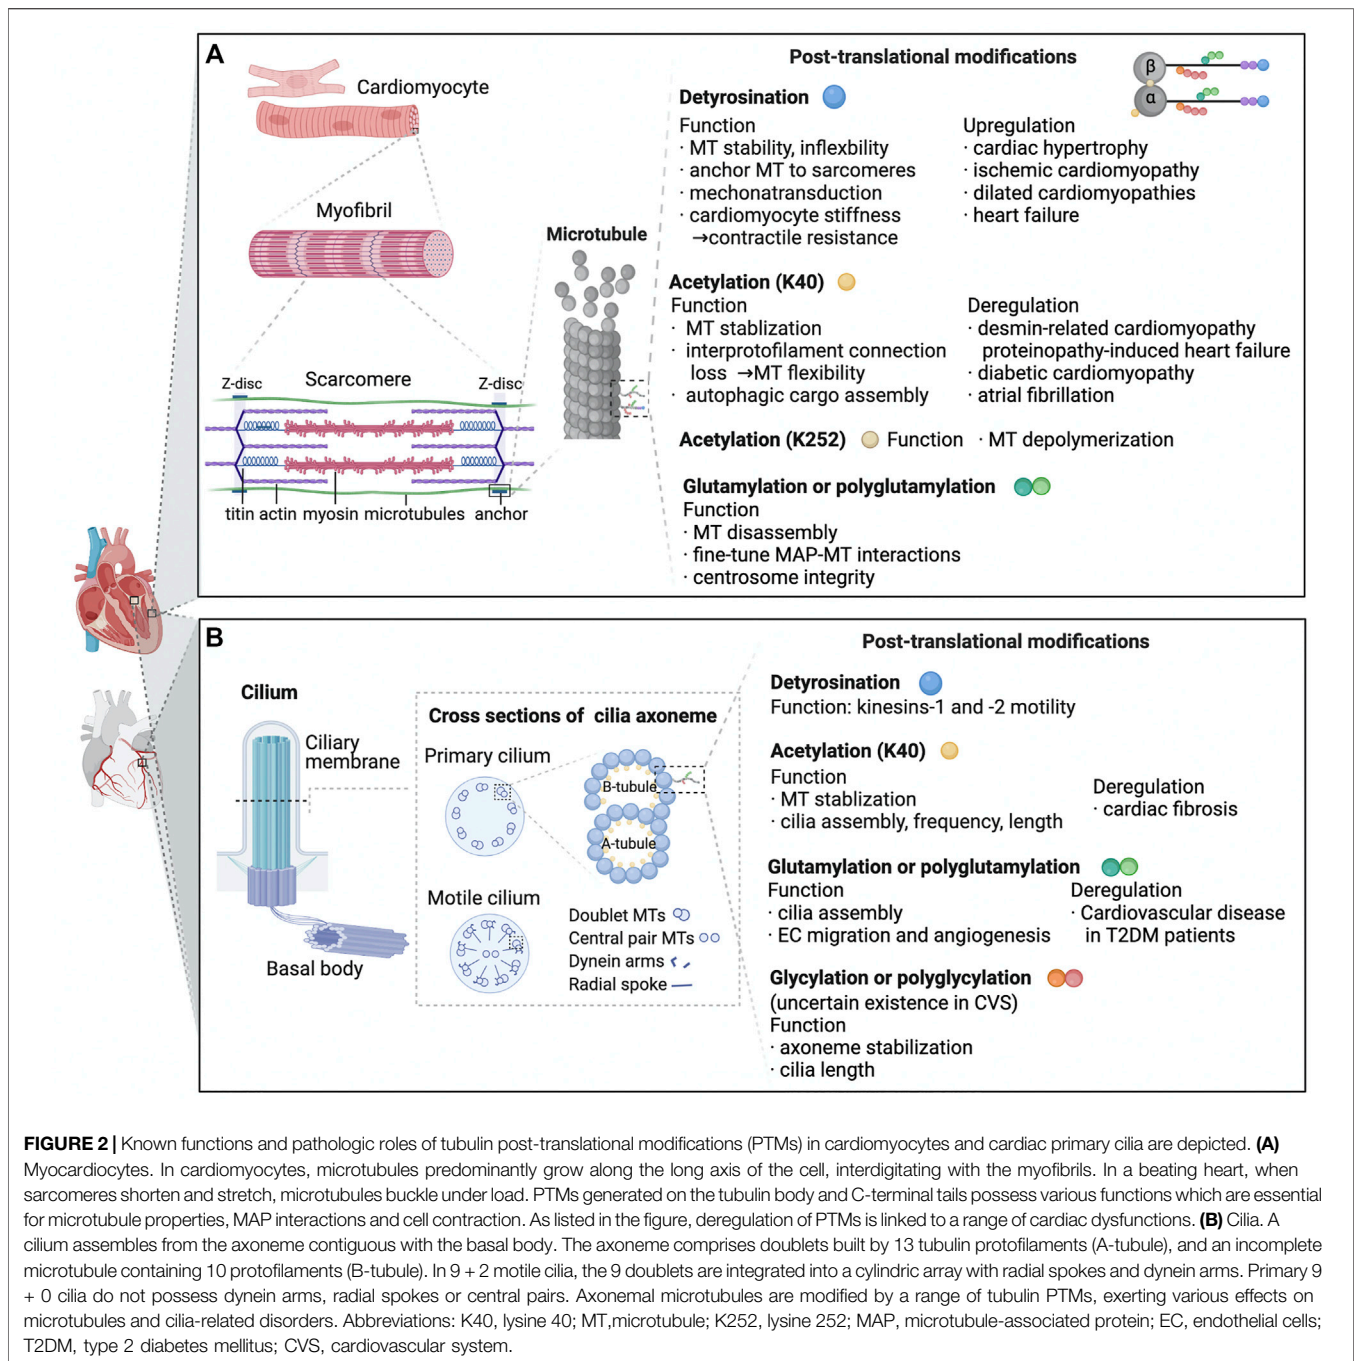 A
Cardiomyocyte
Myofibril
Microtubule
Z-disc
Scarcomere
Z-disc
titin actin myosin microtubules anchor
Post-translational modifications
β
α
Detyrosination
Function
· MT stability, inflexbility
· anchor MT to sarcomeres
· mechonatransduction
· cardiomyocyte stiffness
→contractile resistance
Upregulation
· cardiac hypertrophy
· ischemic cardiomyopathy
· dilated cardiomyopathies
· heart failure
Acetylation (K40)
Function
· MT stablization
· interprotofilament connection
loss →MT flexibility
· autophagic cargo assembly
Deregulation
· desmin-related cardiomyopathy
proteinopathy-induced heart failure
· diabetic cardiomyopathy
· atrial fibrillation
Acetylation (K252) Function · MT depolymerization
Glutamylation or polyglutamylation
Function
· MT disassembly
· fine-tune MAP-MT interactions
· centrosome integrity
B
Cilium
Ciliary
membrane
Basal body
Cross sections of cilia axoneme
Primary cilium
B-tubule
A-tubule
Motile cilium
Doublet MTs
Central pair MTs
Dynein arms
Radial spoke
Post-translational modifications
Detyrosination
Function: kinesins-1 and -2 motility
Acetylation (K40)
Function
· MT stablization
· cilia assembly, frequency, length
Deregulation
· cardiac fibrosis
Glutamylation or polyglutamylation
Function
· cilia assembly
· EC migration and angiogenesis
Deregulation
· Cardiovascular disease
in T2DM patients
Glycylation or polyglycylation
(uncertain existence in CVS)
Function
· axoneme stabilization
· cilia length
FIGURE 2 | Known functions and pathologic roles of tubulin post-translational modifications (PTMs) in cardiomyocytes and cardiac primary cilia are depicted. (A)
Myocardiocytes. In cardiomyocytes, microtubules predominantly grow along the long axis of the cell, interdigitating with the myofibrils. In a beating heart, when
sarcomeres shorten and stretch, microtubules buckle under load. PTMs generated on the tubulin body and C-terminal tails possess various functions which are essential
for microtubule properties, MAP interactions and cell contraction. As listed in the figure, deregulation of PTMs is linked to a range of cardiac dysfunctions. (B) Cilia. A
cilium assembles from the axoneme contiguous with the basal body. The axoneme comprises doublets built by 13 tubulin protofilaments (A-tubule), and an incomplete
microtubule containing 10 protofilaments (B-tubule). In 9 + 2 motile cilia, the 9 doublets are integrated into a cylindric array with radial spokes and dynein arms. Primary 9
+ 0 cilia do not possess dynein arms, radial spokes or central pairs. Axonemal microtubules are modified by a range of tubulin PTMs, exerting various effects on
microtubules and cilia-related disorders. Abbreviations: K40, lysine 40; MT,microtubule; K252, lysine 252; MAP, microtubule-associated protein; EC, endothelial cells;
T2DM, type 2 diabetes mellitus; CVS, cardiovascular system.